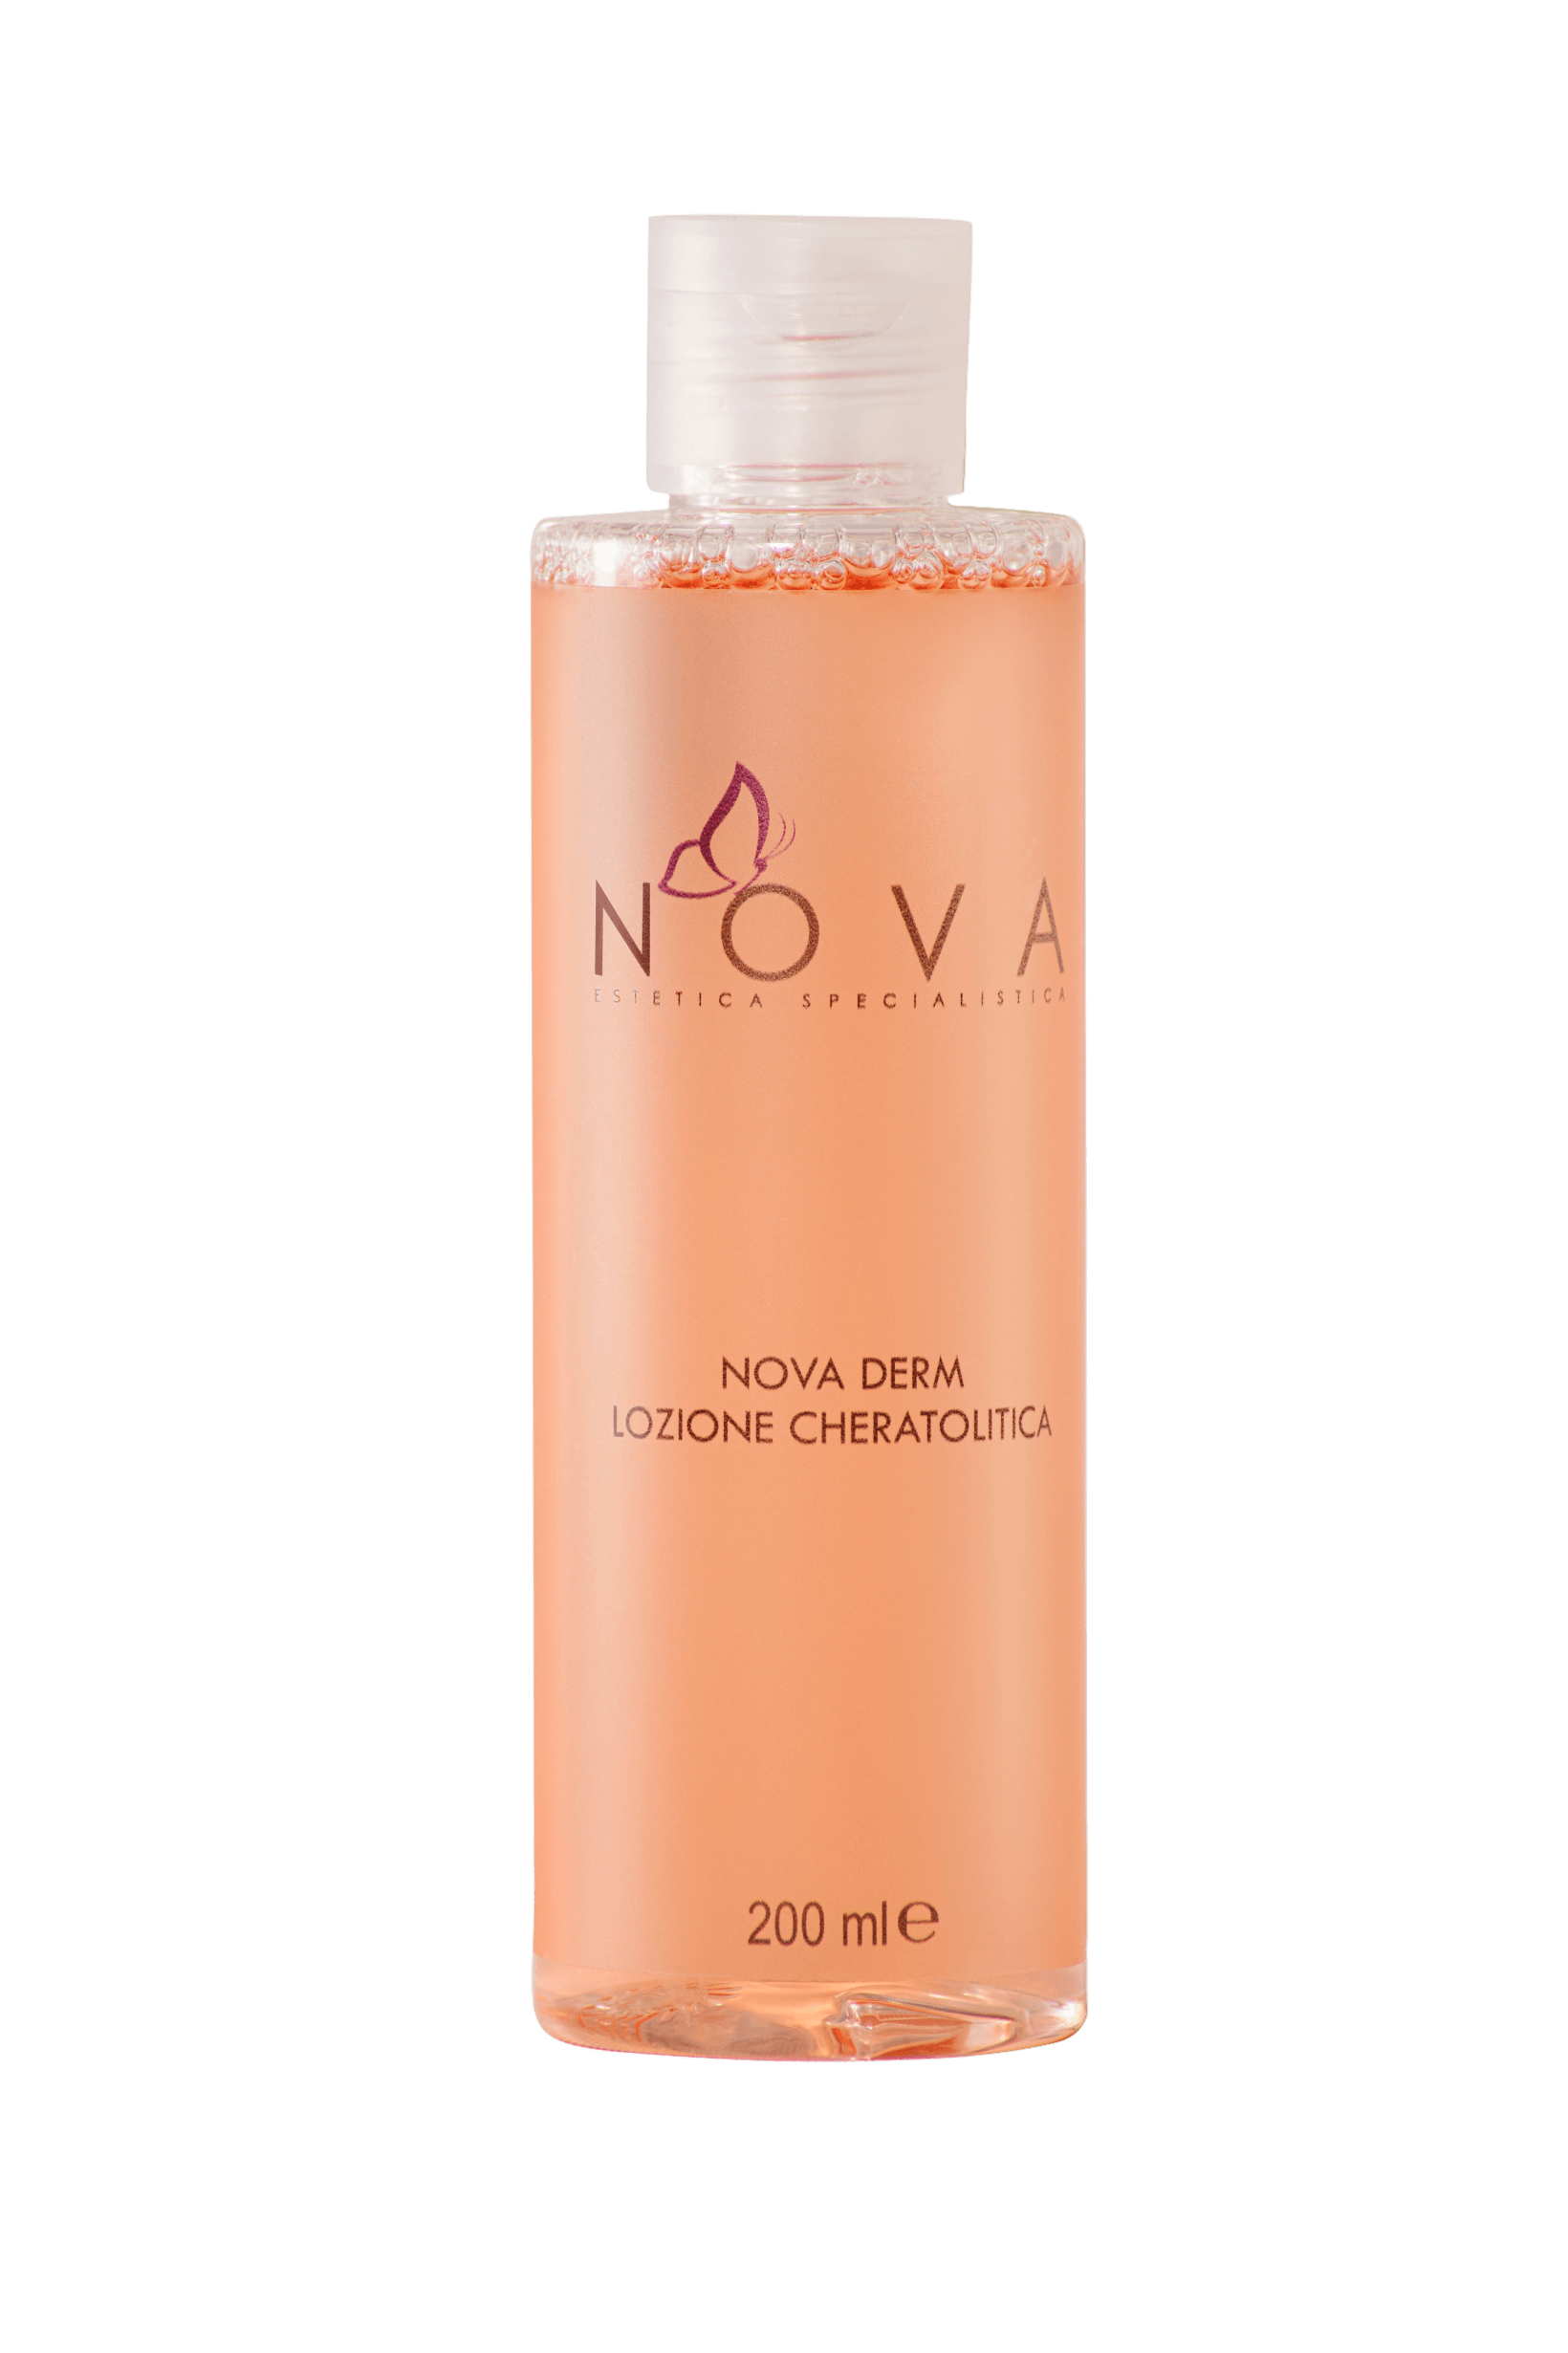 NOVA
ESTETICA SPECIALISTICA
NOVA DERM
LOZIONE CHERATOLITICA
200 ml ℮